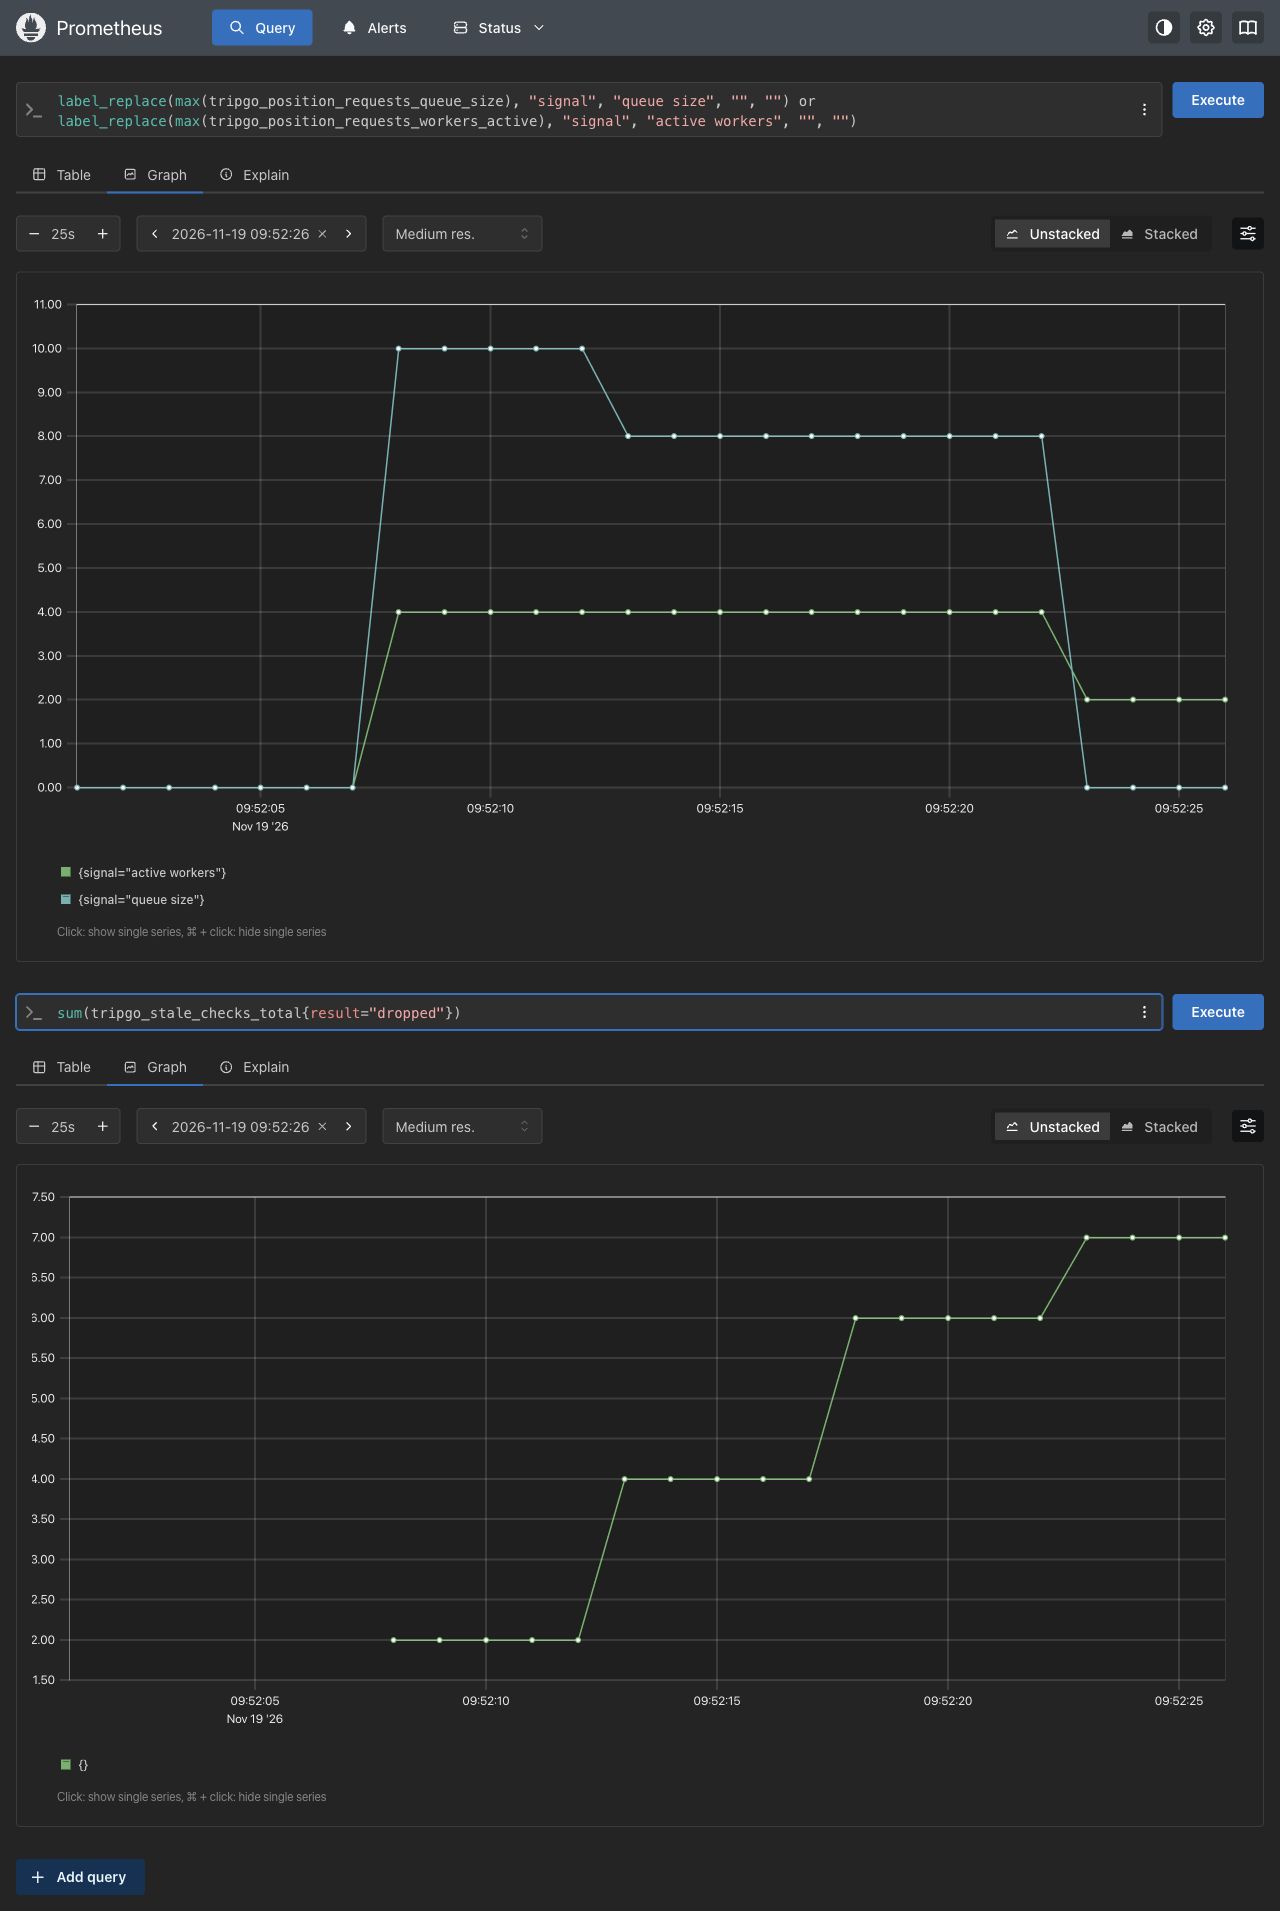 Prometheus
Query
Alerts
Status
label_replace(max(tripgo_position_requests_queue_size), "signal", "queue size", "", "") or
label_replace(max(tripgo_position_requests_workers_active), "signal", "active workers", "", "")
Execute
Table
Graph
Explain
25s
2026-11-19 09:52:26
Medium res.
Unstacked
Stacked
11.00
10.00
9.00
8.00
7.00
6.00
5.00
4.00
3.00
2.00
1.00
0.00
09:52:05
09:52:10
09:52:15
09:52:20
09:52:25
Nov 19 '26
{signal="active workers"}
{signal="queue size"}
Click: show single series, ⌘ + click: hide single series
sum(tripgo_stale_checks_total{result="dropped"})
Execute
Table
Graph
Explain
25s
2026-11-19 09:52:26
Medium res.
Unstacked
Stacked
7.50
7.00
6.50
6.00
5.50
5.00
4.50
4.00
3.50
3.00
2.50
2.00
1.50
09:52:05
09:52:10
09:52:15
09:52:20
09:52:25
Nov 19 '26
{}
Click: show single series, ⌘ + click: hide single series
Add query